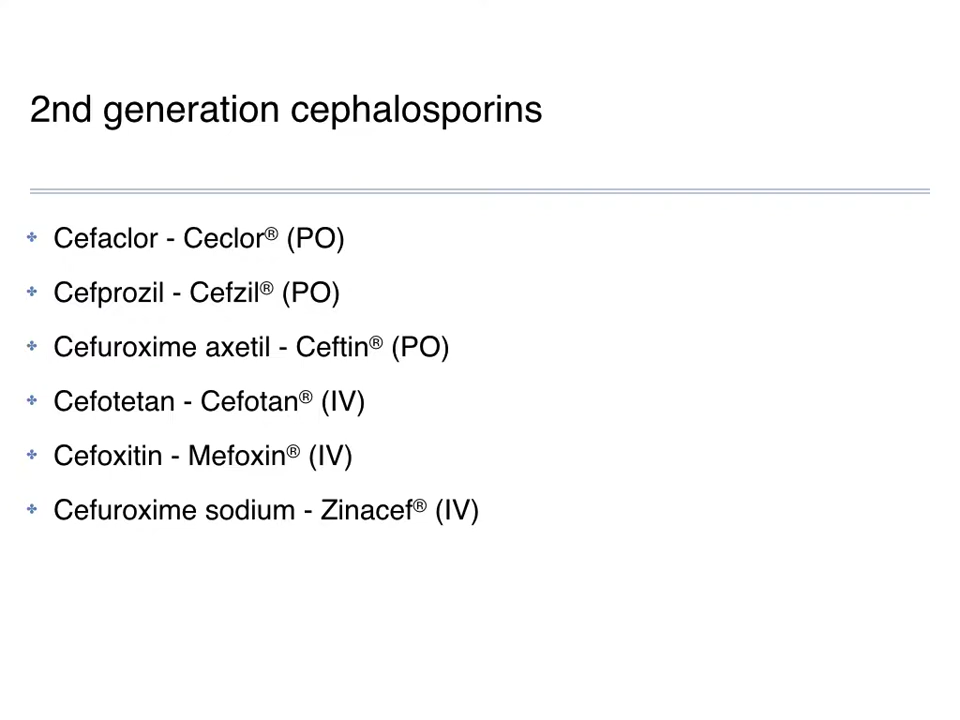 2nd generation cephalosporins
Cefaclor - Ceclor® (PO)
Cefprozil - Cefzil® (PO)
Cefuroxime axetil - Ceftin® (PO)
Cefotetan - Cefotan® (IV)
Cefoxitin - Mefoxin® (IV)
Cefuroxime sodium - Zinacef® (IV)